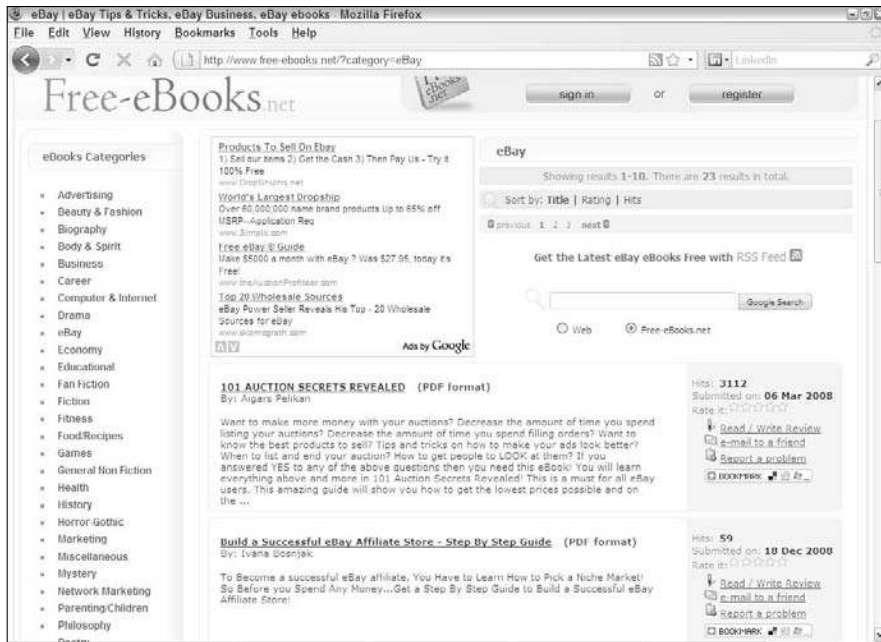 eBay | eBay Tips & Tricks, eBay Business, eBay ebooks - Mozilla Firefox
File Edit View History Bookmarks Tools Help
http://www.free-ebooks.net/?category=eBay
LinkedIn
Free-eBooks.net
eBooks
.net
sign in or register
eBooks Categories
Advertising
Beauty & Fashion
Biography
Body & Spirit
Business
Career
Computer & Internet
Drama
eBay
Economy
Educational
Fan Fiction
Fiction
Fitness
Food/Recipes
Games
General Non Fiction
Health
History
Horror-Gothic
Marketing
Miscellaneous
Mystery
Network Marketing
Parenting/Children
Philosophy
Poetry
Products To Sell On Ebay
1) Sell our items 2) Get the Cash 3) Then Pay Us - Try it
100% Free
www.DropShiphq.net
World's Largest Dropship
Over 60,000,000 name brand products Up to 65% off
MSRP--Application Req
www.Simplx.com
Free eBay ® Guide
Make $5000 a month with eBay ? Was $27.95, today it's
Free!
www.theAuctionProfiteer.com
Top 20 Wholesale Sources
eBay Power Seller Reveals His Top - 20 Wholesale
Sources for eBay
Ads by Google
eBay
Showing results 1-10. There are 23 results in total.
Sort by: Title | Rating | Hits
previous 1 2 3 next
Get the Latest eBay eBooks Free with RSS Feed
Google Search
Web Free-eBooks.net
101 AUCTION SECRETS REVEALED (PDF format)
By: Aigars Pelikan
Want to make more money with your auctions? Decrease the amount of time you spend
listing your auctions? Decrease the amount of time you spend filling orders? Want to
know the best products to sell? Tips and tricks on how to make your ads look better?
When to list and end your auction? How to get people to LOOK at them? If you
answered YES to any of the above questions then you need this eBook! You will learn
everything above and more in 101 Auction Secrets Revealed! This is a must for all eBay
users. This amazing guide will show you how to get the lowest prices possible and on
the ...
Hits: 3112
Submitted on: 06 Mar 2008
Rate it:
Read / Write Review
e-mail to a friend
Report a problem
BOOKMARK
Build a Successful eBay Affiliate Store - Step By Step Guide (PDF format)
By: Ivana Bosnjak
To Become a successful eBay affiliate, You Have to Learn How to Pick a Niche Market!
So Before you Spend Any Money...Get a Step By Step Guide to Build a Successful eBay
Affiliate Store!
Hits: 59
Submitted on: 18 Dec 2008
Rate it:
Read / Write Review
e-mail to a friend
Report a problem
BOOKMARK